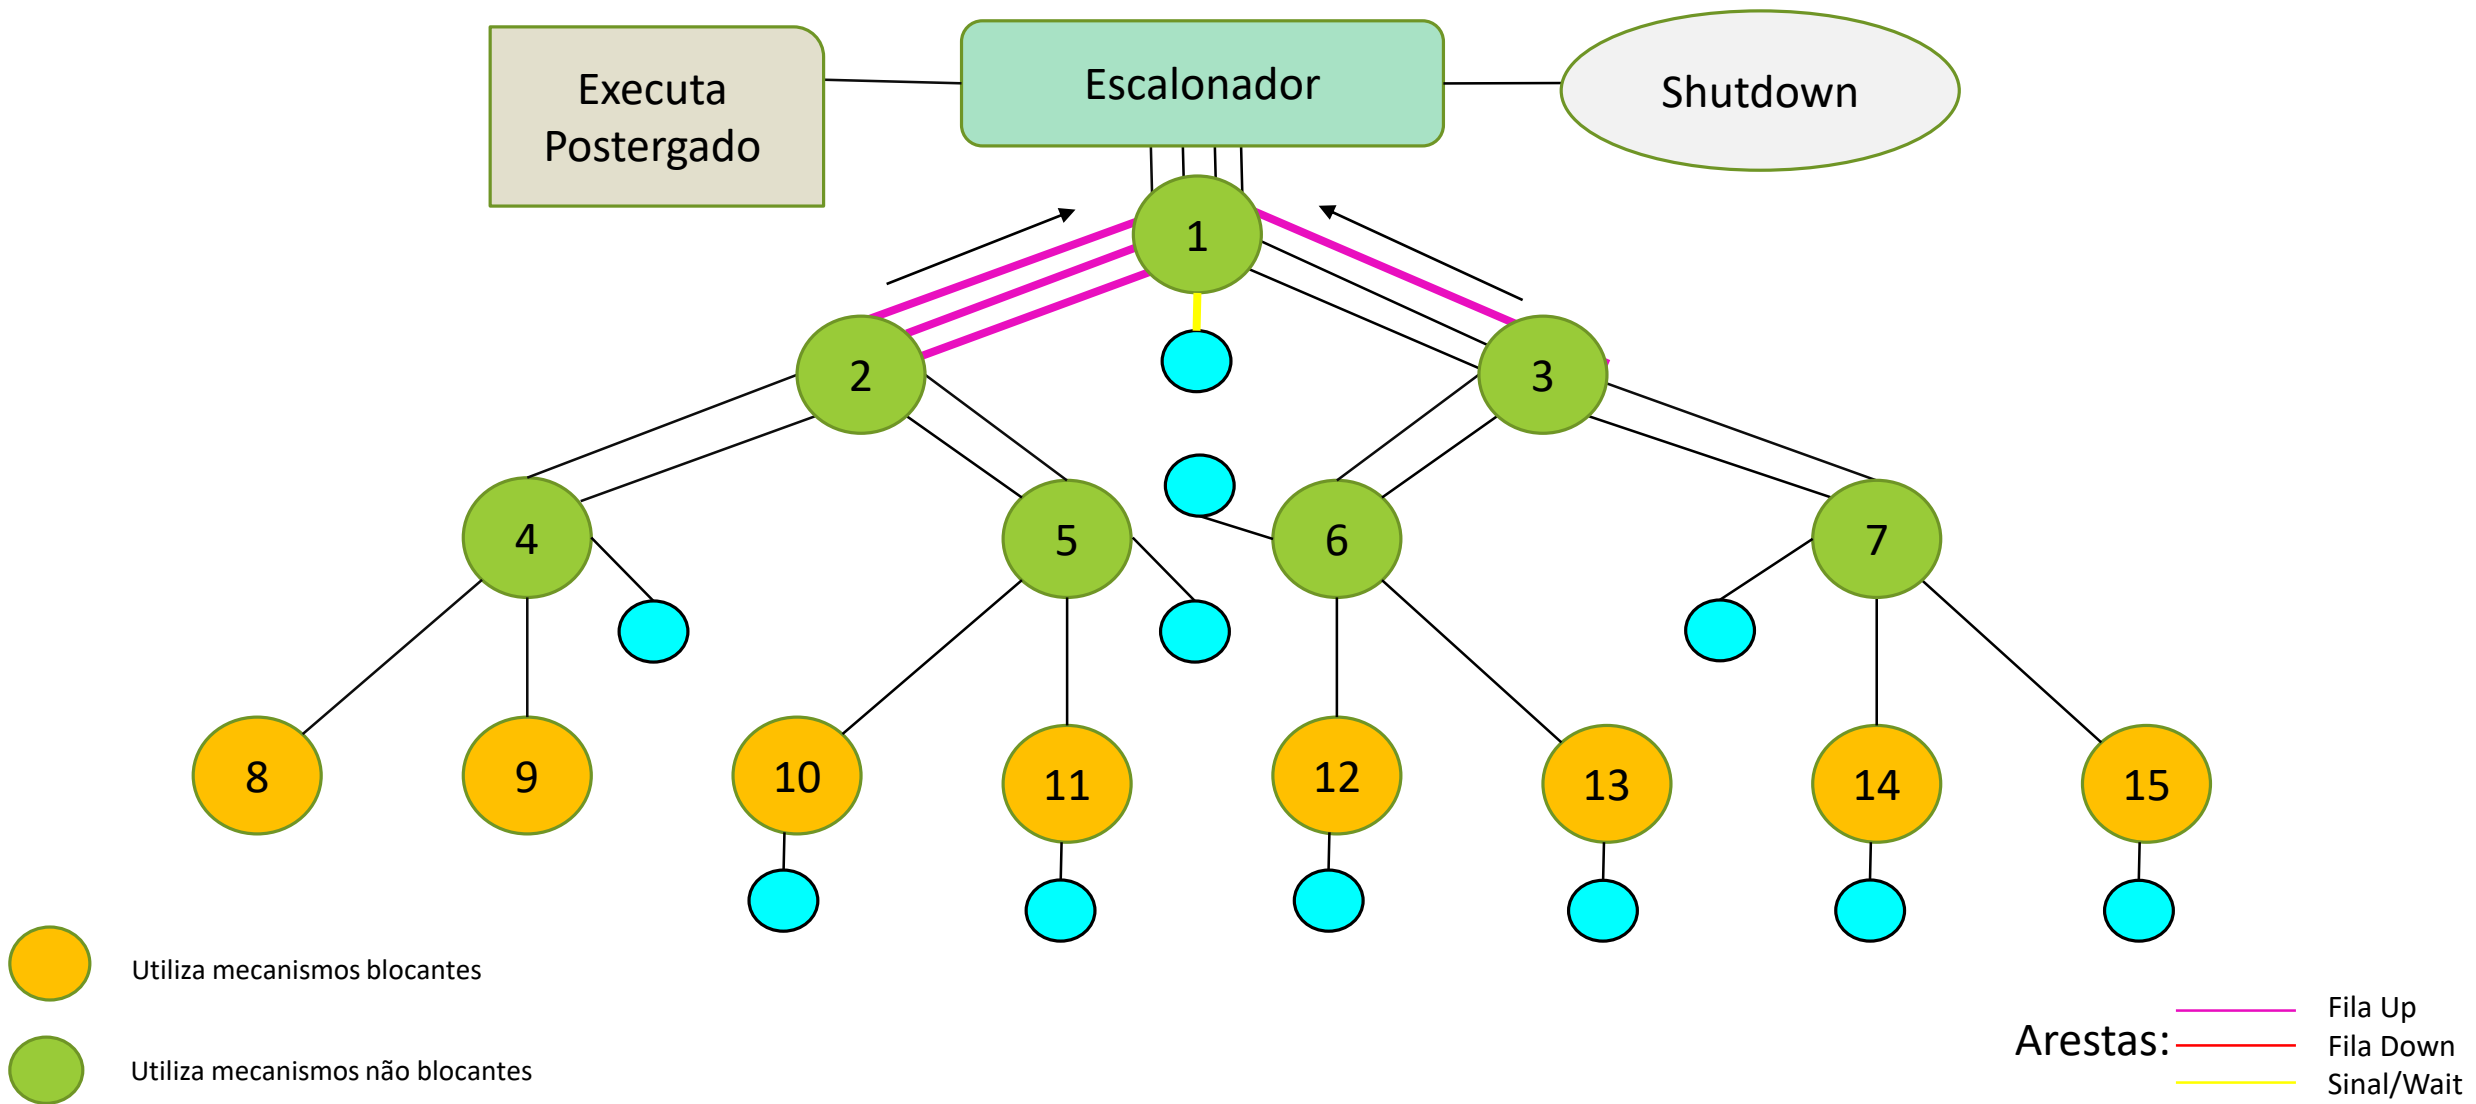 Executa
Postergado
Escalonador
Shutdown
1
2
3
4
5
6
7
8
9
10
11
12
13
14
15
Utiliza mecanismos blocantes
Utiliza mecanismos não blocantes
Arestas:
Fila Up
Fila Down
Sinal/Wait